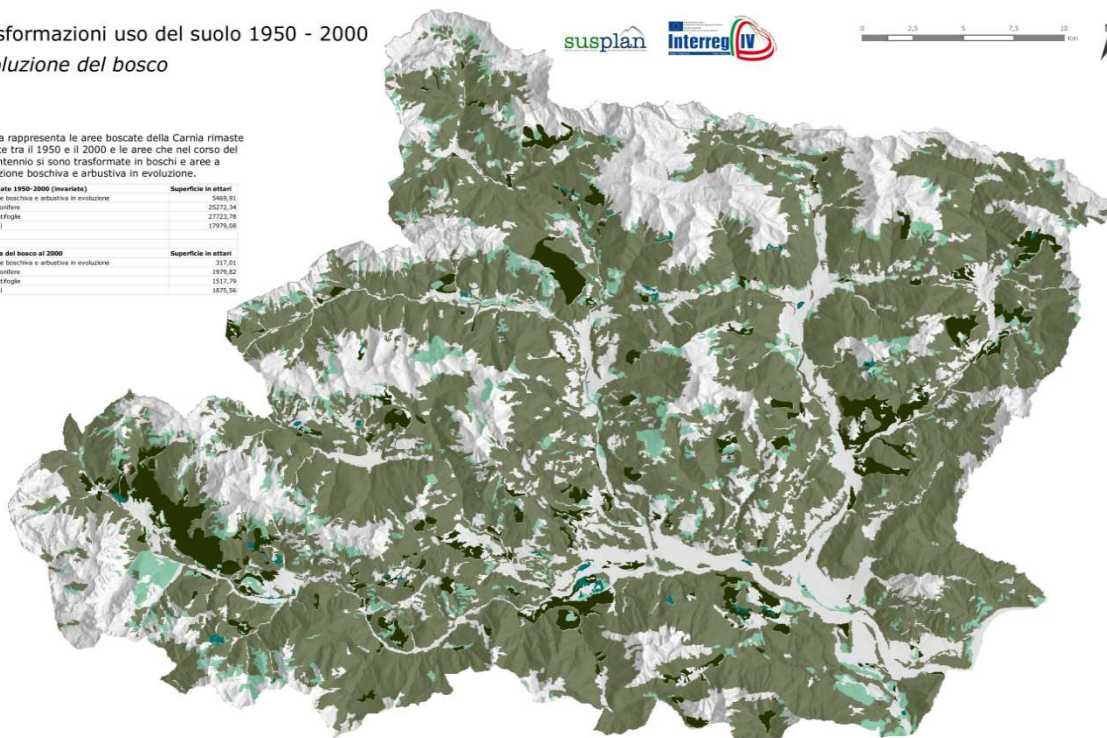 sformazioni uso del suolo 1950 - 2000
oluzione del bosco
susplan
Interreg IV
0 2,5 5 7,5 10
Km
a rappresenta le aree boscate della Carnia rimaste
te tra il 1950 e il 2000 e le aree che nel corso del
ntennio si sono trasformate in boschi e aree a
zione boschiva e arbustiva in evoluzione.
cate 1950-2000 (invariate) Superficie in ettari
e boschiva e arbustiva in evoluzione 5469,91
onifere 25272,34
tifoglie 27723,78
i 17979,08
e del bosco al 2000 Superficie in ettari
e boschiva e arbustiva in evoluzione 317,01
onifere 1979,82
tifoglie 1517,79
i 1875,56